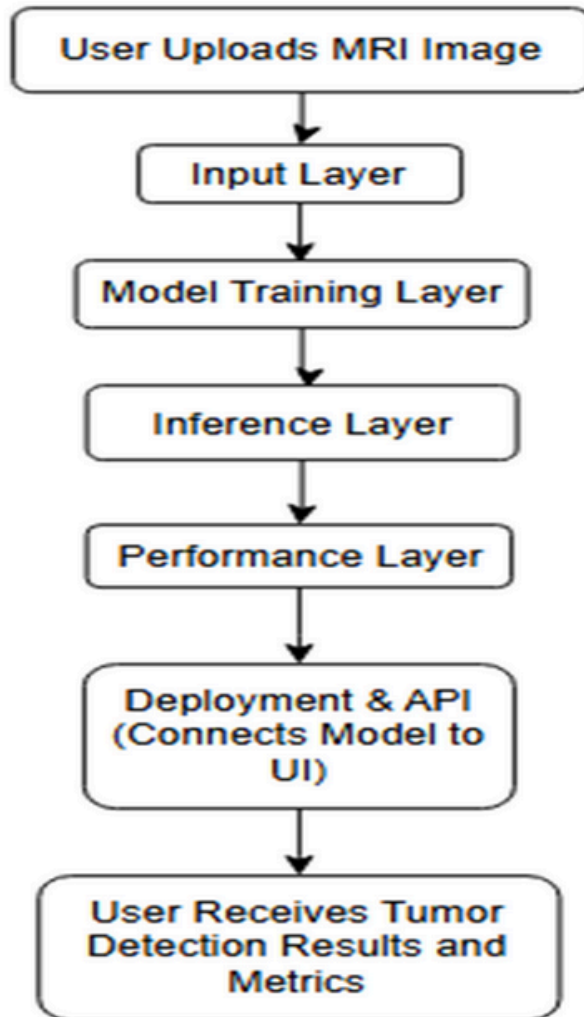 User Uploads MRI Image
Input Layer
Model Training Layer
Inference Layer
Performance Layer
Deployment & API
(Connects Model to
UI)
User Receives Tumor
Detection Results and
Metrics